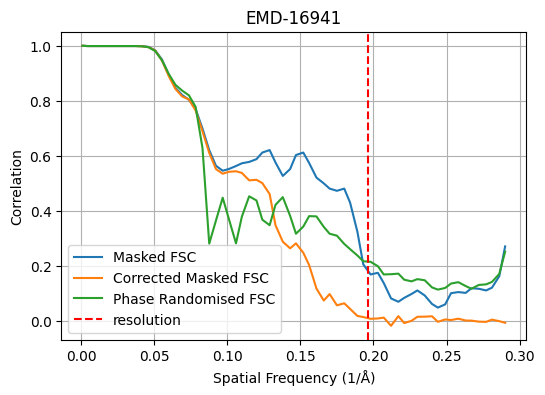 EMD-16941
1.0
0.8
0.6
0.4
0.2
0.0
Correlation
Masked FSC
Corrected Masked FSC
Phase Randomised FSC
resolution
0.00 0.05 0.10 0.15 0.20 0.25 0.30
Spatial Frequency (1/Å)